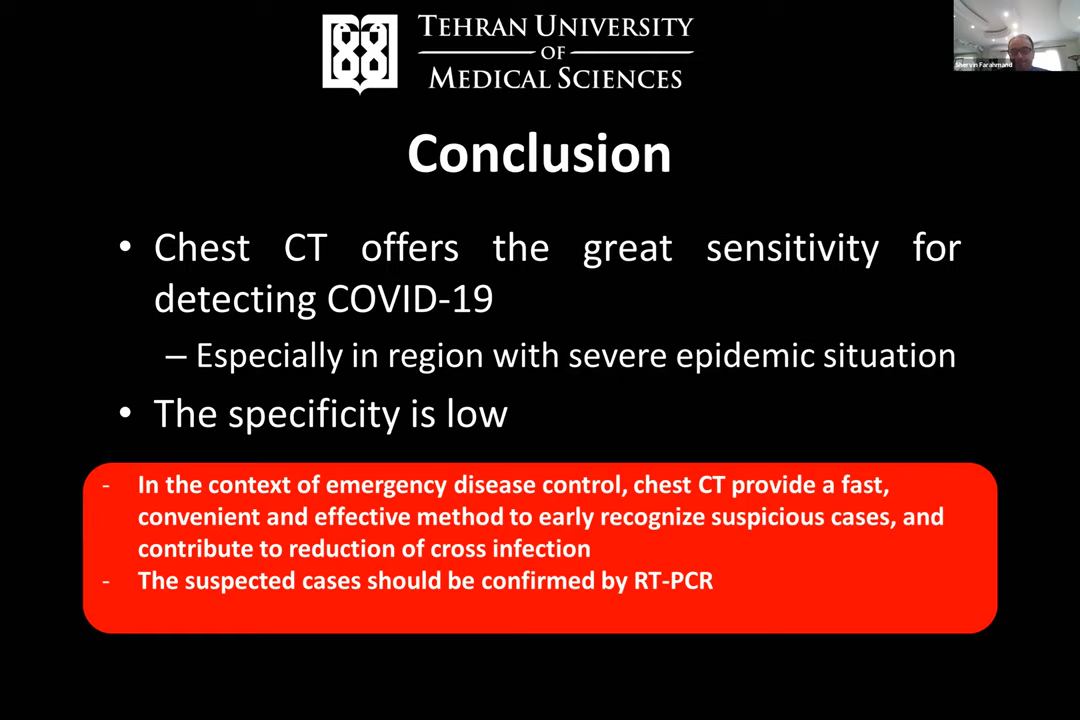 TEHRAN UNIVERSITY
OF
MEDICAL SCIENCES
Shervin Farahmand
Conclusion
• Chest CT offers the great sensitivity for
detecting COVID-19
– Especially in region with severe epidemic situation
• The specificity is low
- In the context of emergency disease control, chest CT provide a fast,
convenient and effective method to early recognize suspicious cases, and
contribute to reduction of cross infection
- The suspected cases should be confirmed by RT-PCR